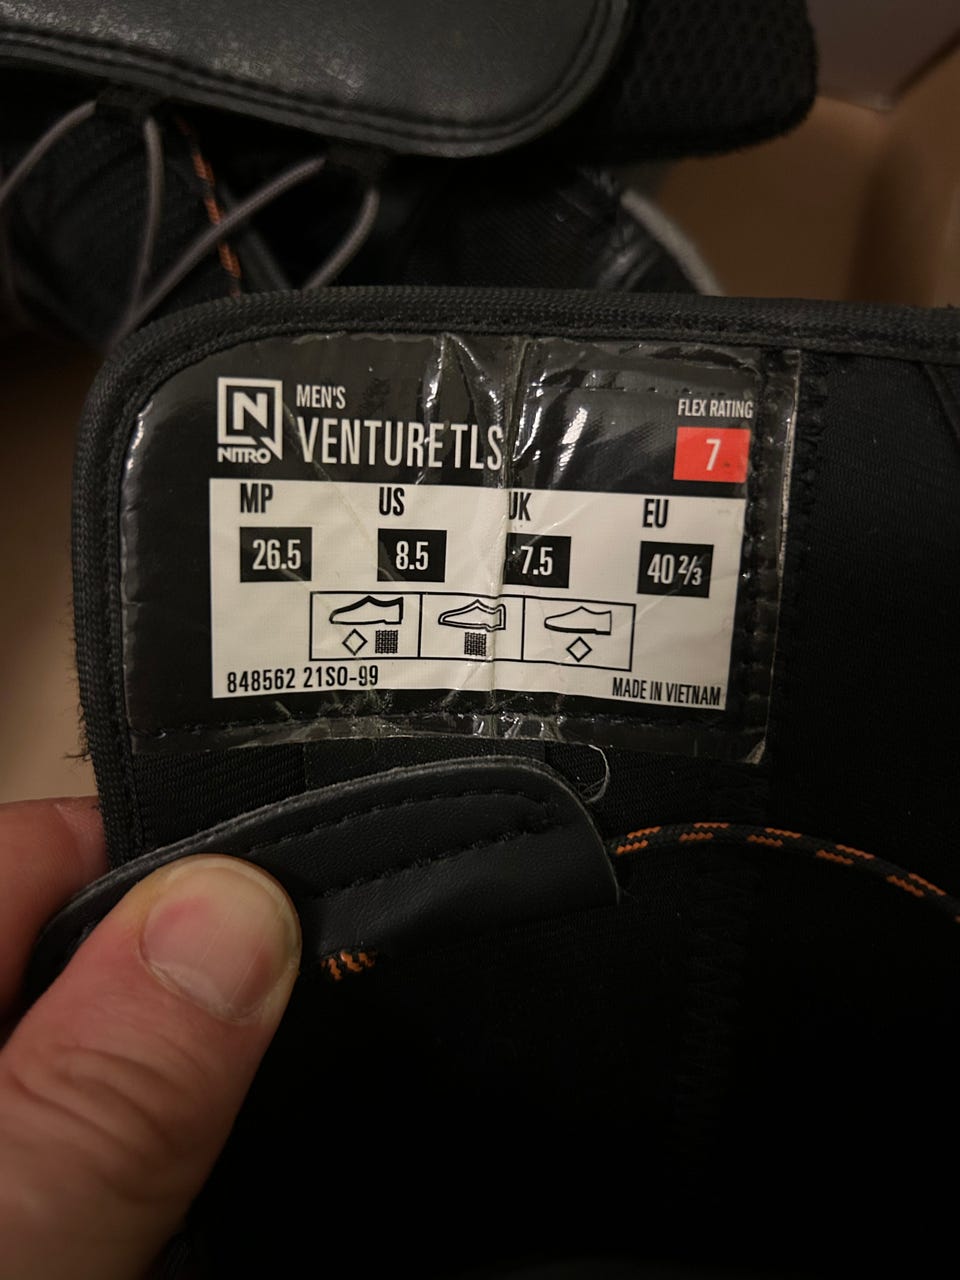 N
NITRO
MEN'S
VENTURE TLS
FLEX RATING
7
MP US UK EU
26.5 8.5 7.5 40 ⅔
848562 21SO-99
MADE IN VIETNAM